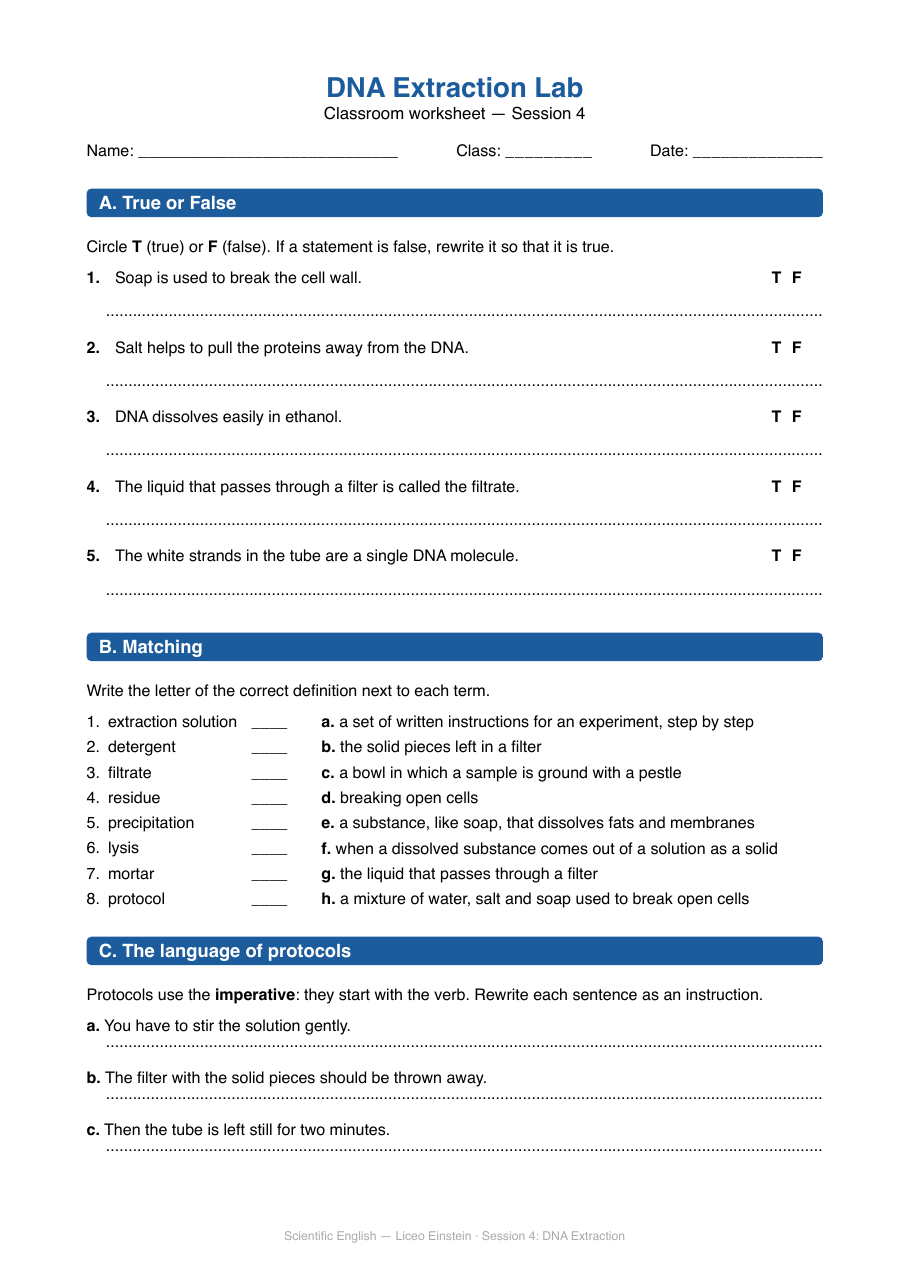 DNA Extraction Lab
Classroom worksheet — Session 4
Name: _____________________________ Class: _________ Date: ______________
A. True or False
Circle T (true) or F (false). If a statement is false, rewrite it so that it is true.
1. Soap is used to break the cell wall. T F
2. Salt helps to pull the proteins away from the DNA. T F
3. DNA dissolves easily in ethanol. T F
4. The liquid that passes through a filter is called the filtrate. T F
5. The white strands in the tube are a single DNA molecule. T F
B. Matching
Write the letter of the correct definition next to each term.
1. extraction solution ____ a. a set of written instructions for an experiment, step by step
2. detergent ____ b. the solid pieces left in a filter
3. filtrate ____ c. a bowl in which a sample is ground with a pestle
4. residue ____ d. breaking open cells
5. precipitation ____ e. a substance, like soap, that dissolves fats and membranes
6. lysis ____ f. when a dissolved substance comes out of a solution as a solid
7. mortar ____ g. the liquid that passes through a filter
8. protocol ____ h. a mixture of water, salt and soap used to break open cells
C. The language of protocols
Protocols use the imperative: they start with the verb. Rewrite each sentence as an instruction.
a. You have to stir the solution gently.
b. The filter with the solid pieces should be thrown away.
c. Then the tube is left still for two minutes.
Scientific English — Liceo Einstein · Session 4: DNA Extraction